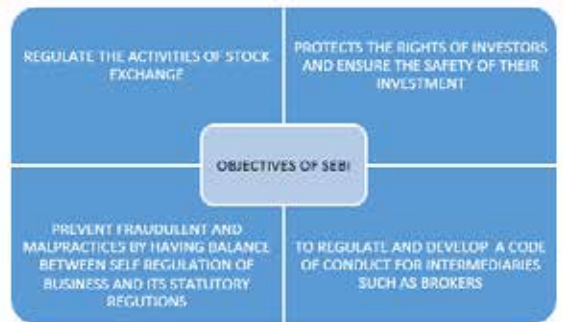 REGULATE THE ACTIVITIES OF STOCK
EXCHANGE
PROTECTS THE RIGHTS OF INVESTORS
AND ENSURE THE SAFETY OF THEIR
INVESTMENT
OBJECTIVES OF SEBI
PREVENT FRAUDULENT AND
MALPRACTICES BY HAVING BALANCE
BETWEEN SELF REGULATION OF
BUSINESS AND ITS STATUTORY
REGUTIONS
TO REGULATE AND DEVELOP A CODE
OF CONDUCT FOR INTERMEDIARIES
SUCH AS BROKERS